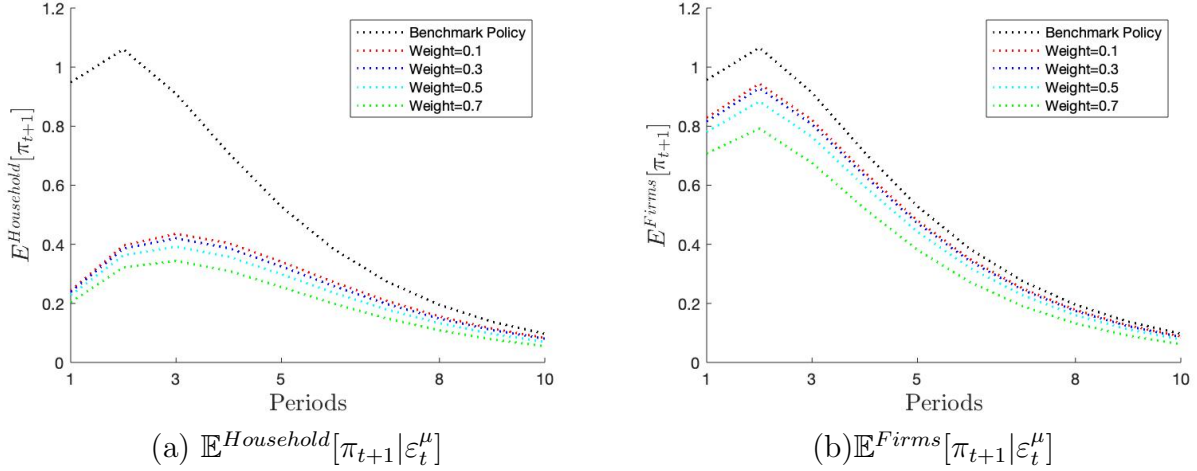 E^{Household}[π_{t+1}]
1.2
1
0.8
0.6
0.4
0.2
0
Benchmark Policy
Weight=0.1
Weight=0.3
Weight=0.5
Weight=0.7
1 3 5 8 10
Periods
(a) 𝔼^{Household}[π_{t+1}|ε_t^μ]
E^{Firms}[π_{t+1}]
1.2
1
0.8
0.6
0.4
0.2
0
Benchmark Policy
Weight=0.1
Weight=0.3
Weight=0.5
Weight=0.7
1 3 5 8 10
Periods
(b)𝔼^{Firms}[π_{t+1}|ε_t^μ]